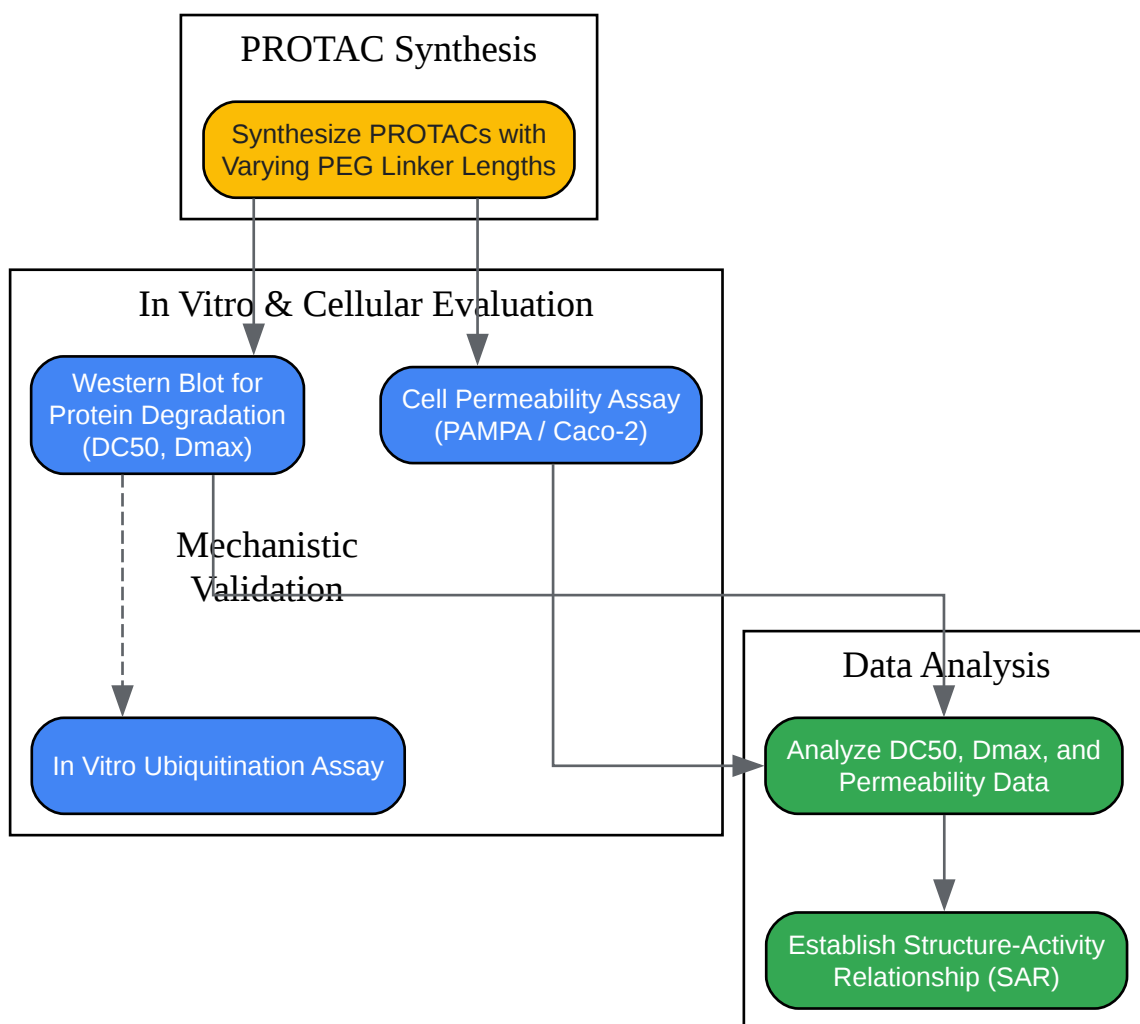 PROTAC Synthesis
Synthesize PROTACs with
Varying PEG Linker Lengths
In Vitro & Cellular Evaluation
Western Blot for
Protein Degradation
(DC50, Dmax)
Cell Permeability Assay
(PAMPA / Caco-2)
Mechanistic
Validation
In Vitro Ubiquitination Assay
Data Analysis
Analyze DC50, Dmax, and
Permeability Data
Establish Structure-Activity
Relationship (SAR)